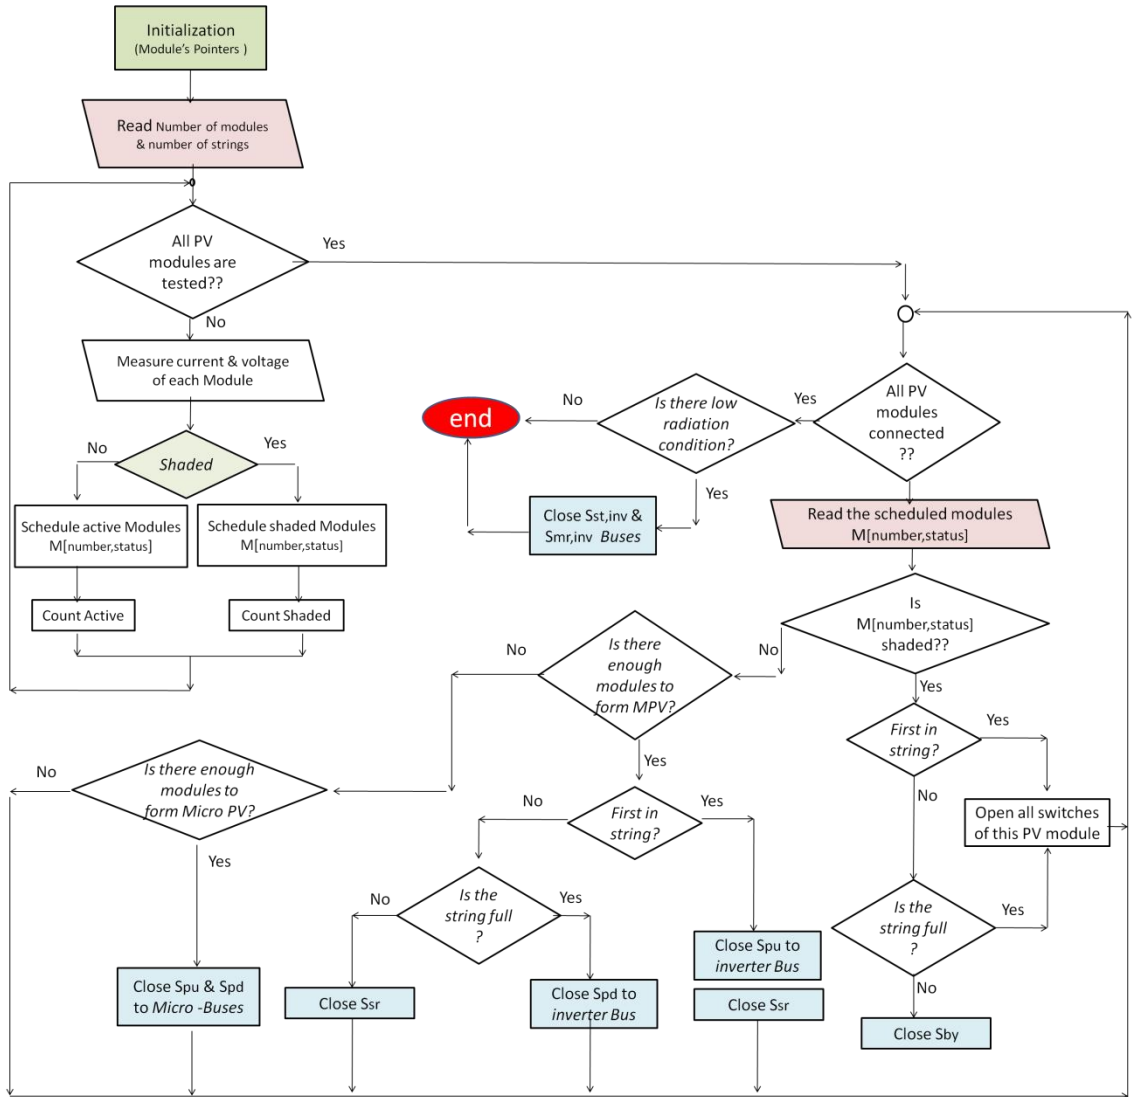 Initialization
(Module's Pointers )
Read Number of modules
& number of strings
All PV
modules are
tested??
Yes
No
Measure current & voltage
of each Module
Shaded
No
Yes
Schedule active Modules
M[number,status]
Schedule shaded Modules
M[number,status]
Count Active
Count Shaded
All PV
modules
connected
??
Yes
Is there low
radiation
condition?
No
end
Yes
Close Sst,inv &
Smr,inv Buses
Read the scheduled modules
M[number,status]
Is
M[number,status]
shaded??
No
Yes
Is there
enough
modules to
form MPV?
No
Yes
First in
string?
Yes
No
Open all switches
of this PV module
Is the
string full
?
Yes
No
Close Sby
Is there enough
modules to
form Micro PV?
No
Yes
Close Spu & Spd
to Micro -Buses
First in
string?
No
Yes
Is the
string full
?
No
Yes
Close Ssr
Close Spd to
inverter Bus
Close Spu to
inverter Bus
Close Ssr